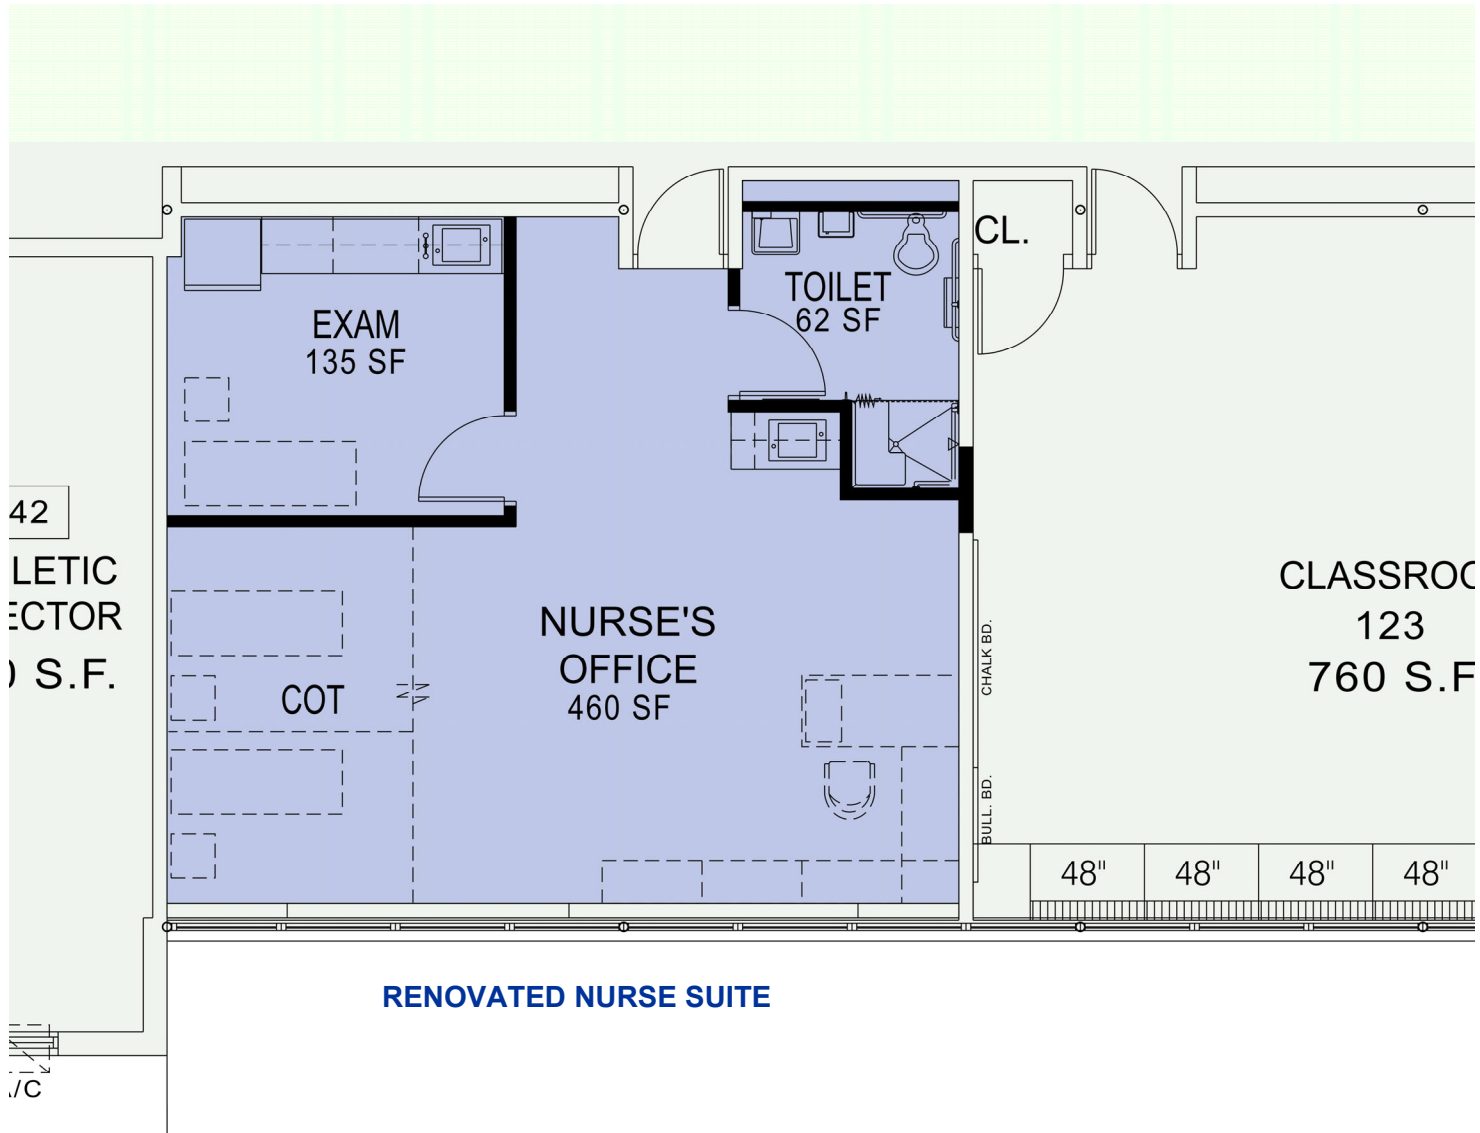 CL.
TOILET
62 SF
EXAM
135 SF
42
LETIC
ECTOR
S.F.
NURSE'S
OFFICE
460 SF
COT
CHALK BD.
BULL. BD.
CLASSROO
123
760 S.F
48" 48" 48" 48"
RENOVATED NURSE SUITE
/C